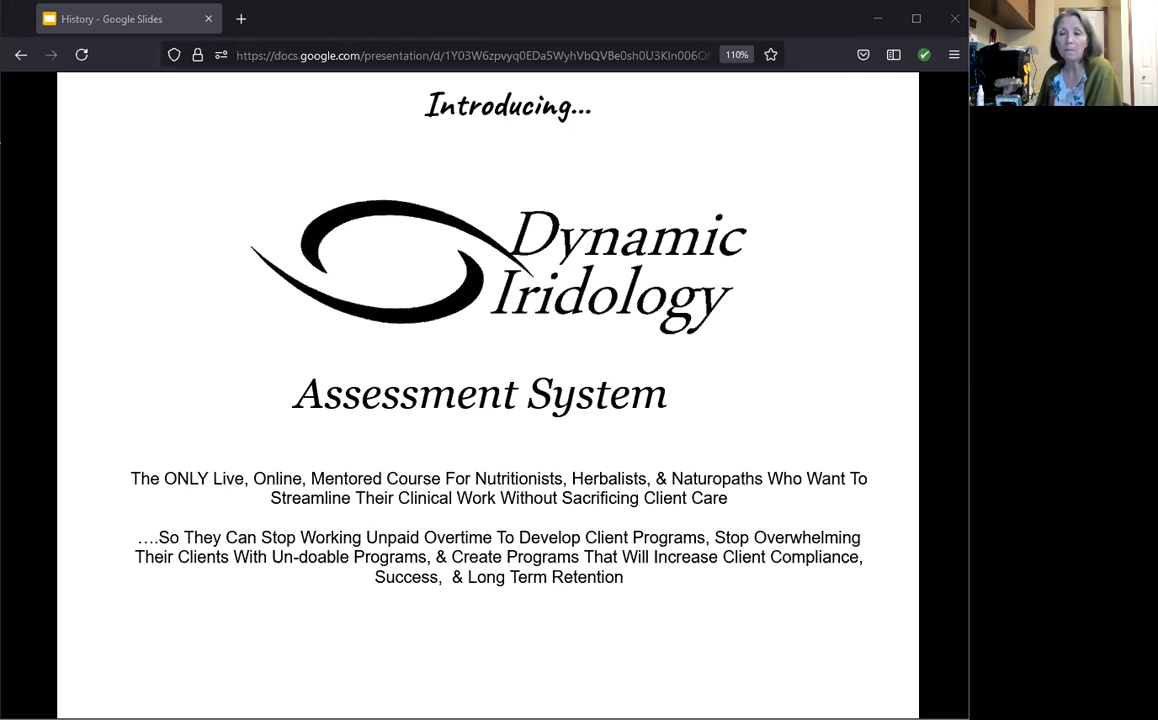 History - Google Slides
https://docs.google.com/presentation/d/1Y03W6zpvyq0EDa5WyhVbQVBe0sh0U3KIn006O
110%
Introducing...
Dynamic
Iridology
Assessment System
The ONLY Live, Online, Mentored Course For Nutritionists, Herbalists, & Naturopaths Who Want To
Streamline Their Clinical Work Without Sacrificing Client Care
....So They Can Stop Working Unpaid Overtime To Develop Client Programs, Stop Overwhelming
Their Clients With Un-doable Programs, & Create Programs That Will Increase Client Compliance,
Success,  & Long Term Retention